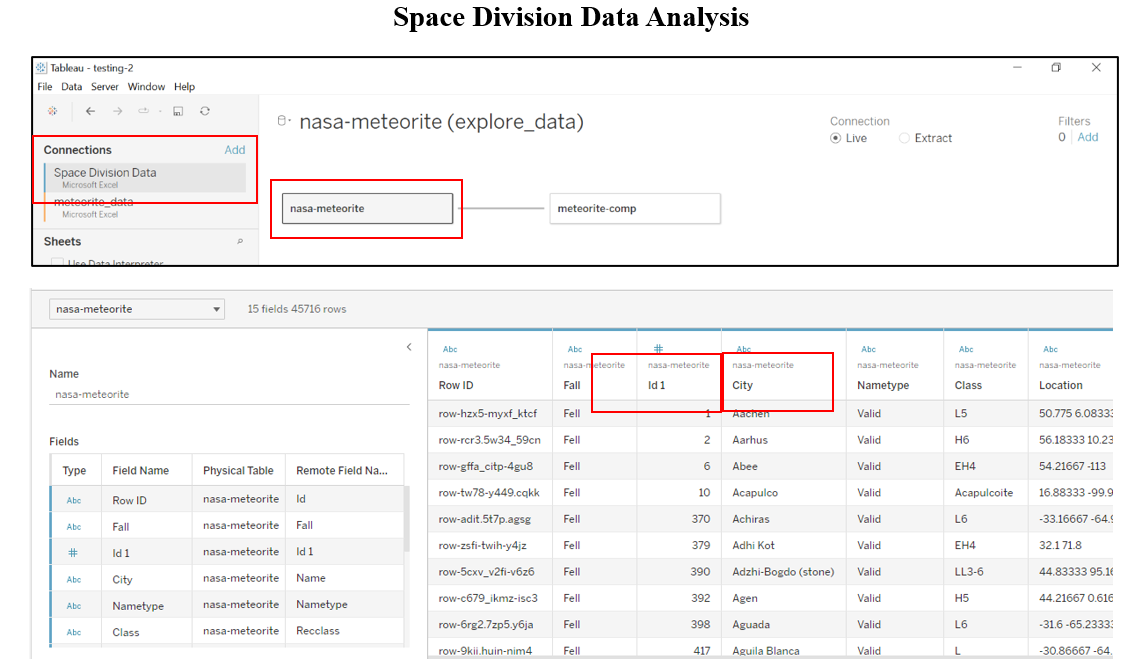 Space Division Data Analysis
Tableau - testing-2
File Data Server Window Help
Connections Add
Space Division Data
Microsoft Excel
meteorite_data
Microsoft Excel
Sheets
Use Data Interpreter
nasa-meteorite (explore_data)
Connection
Live Extract
Filters
0 Add
nasa-meteorite
meteorite-comp
nasa-meteorite 15 fields 45716 rows
Name
nasa-meteorite
Fields
Type Field Name Physical Table Remote Field Na...
Abc Row ID nasa-meteorite Id
Abc Fall nasa-meteorite Fall
# Id 1 nasa-meteorite Id 1
Abc City nasa-meteorite Name
Abc Nametype nasa-meteorite Nametype
Abc Class nasa-meteorite Recclass
Abc Abc # Abc Abc Abc Abc
nasa-meteorite nasa-meteorite nasa-meteorite nasa-meteorite nasa-meteorite nasa-meteorite nasa-meteorite
Row ID Fall Id 1 City Nametype Class Location
row-hzx5-myxf_ktcf Fell 1 Aachen Valid L5 50.775 6.08333
row-rcr3.5w34_59cn Fell 2 Aarhus Valid H6 56.18333 10.23
row-gffa_citp-4gu8 Fell 6 Abee Valid EH4 54.21667 -113
row-tw78-y449.cqkk Fell 10 Acapulco Valid Acapulcoite 16.88333 -99.9
row-adit.5t7p.agsg Fell 370 Achiras Valid L6 -33.16667 -64.9
row-zsfi-twih-y4jz Fell 379 Adhi Kot Valid EH4 32.1 71.8
row-5cxv_v2fi-v6z6 Fell 390 Adzhi-Bogdo (stone) Valid LL3-6 44.83333 95.16
row-c679_ikmz-isc3 Fell 392 Agen Valid H5 44.21667 0.616
row-6rg2.7zp5.y6ja Fell 398 Aguada Valid L6 -31.6 -65.23333
row-9kii.huin-nim4 Fell 417 Aguila Blanca Valid L -30.86667 -64.